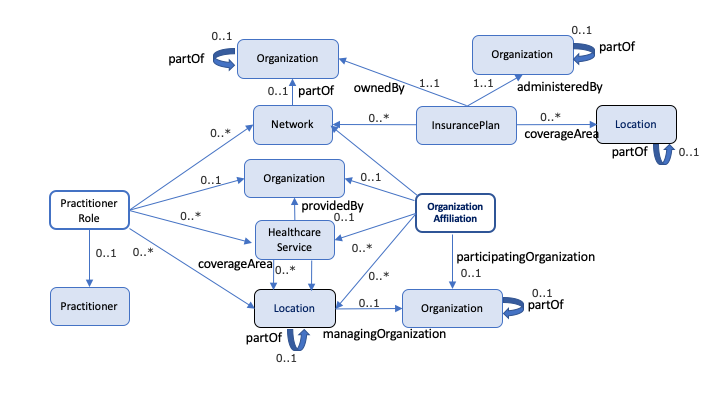 0..1
partOf
Organization
Organization
0..1
partOf
0..1
partOf
ownedBy
1..1
1..1
administeredBy
0..*
Network
0..*
InsurancePlan
0..*
coverageArea
Location
partOf
0..1
0..1
Organization
0..1
Practitioner
Role
0..*
providedBy
0..1
Organization
Affiliation
Healthcare
Service
0..1
0..*
coverageArea
0..*
0..*
0..*
participatingOrganization
0..1
Practitioner
Location
0..1
Organization
0..1
partOf
partOf
0..1
managingOrganization